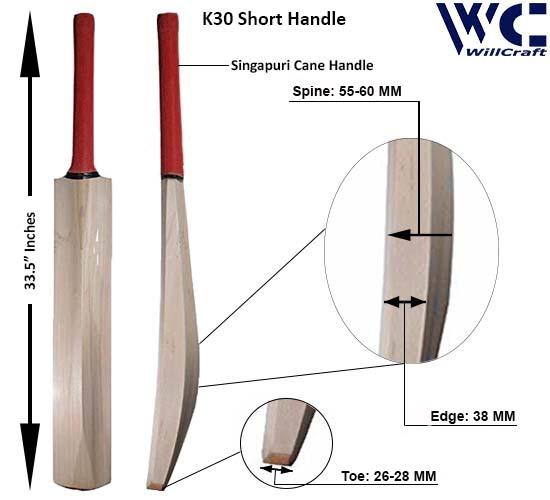 K30 Short Handle
WC
WillCraft
Singapuri Cane Handle
Spine: 55-60 MM
33.5” Inches
Edge: 38 MM
Toe: 26-28 MM